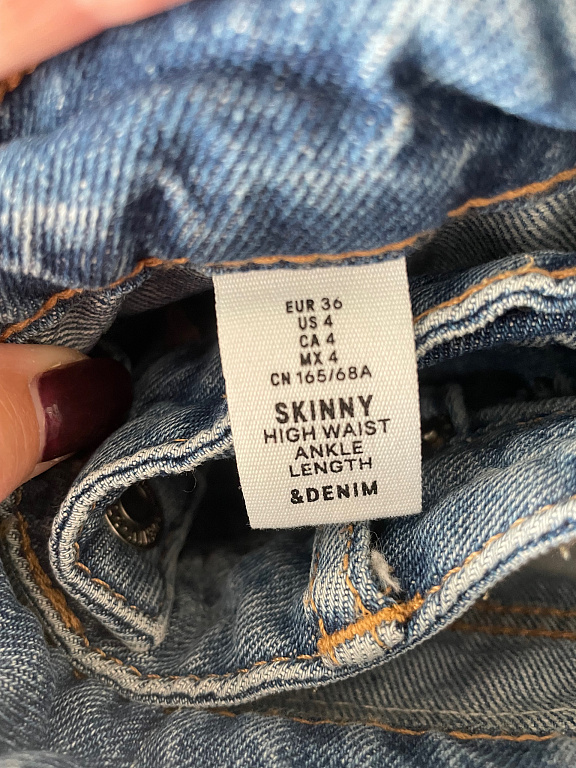 EUR 36
US 4
CA 4
MX 4
CN 165/68A
SKINNY
HIGH WAIST
ANKLE
LENGTH
&DENIM